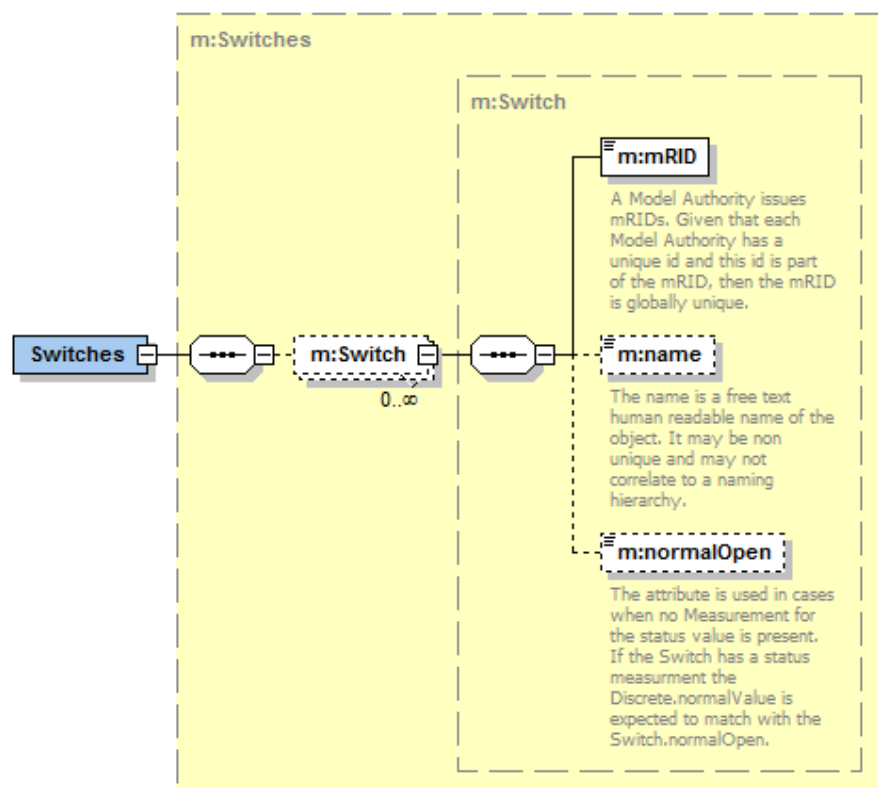 m:Switches
m:Switch
m:mRID
A Model Authority issues
mRIDs. Given that each
Model Authority has a
unique id and this id is part
of the mRID, then the mRID
is globally unique.
Switches
m:Switch
0..∞
m:name
The name is a free text
human readable name of the
object. It may be non
unique and may not
correlate to a naming
hierarchy.
m:normalOpen
The attribute is used in cases
when no Measurement for
the status value is present.
If the Switch has a status
measurment the
Discrete.normalValue is
expected to match with the
Switch.normalOpen.